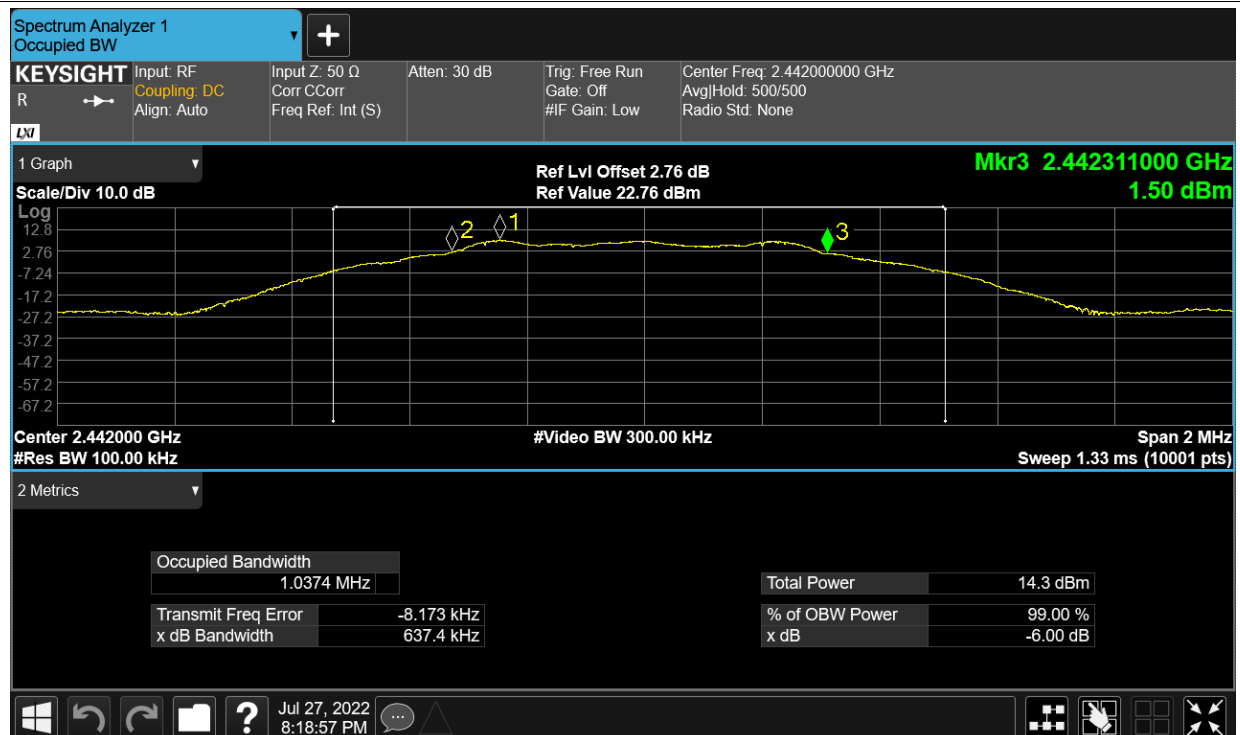 Spectrum Analyzer 1
Occupied BW
+
KEYSIGHT
R
LXI
Input: RF
Coupling: DC
Align: Auto
Input Z: 50 Ω
Corr CCorr
Freq Ref: Int (S)
Atten: 30 dB
Trig: Free Run
Gate: Off
#IF Gain: Low
Center Freq: 2.442000000 GHz
Avg|Hold: 500/500
Radio Std: None
1 Graph
Scale/Div 10.0 dB
Ref Lvl Offset 2.76 dB
Ref Value 22.76 dBm
Mkr3 2.442311000 GHz
1.50 dBm
Log
12.8
2.76
-7.24
-17.2
-27.2
-37.2
-47.2
-57.2
-67.2
2
1
3
Center 2.442000 GHz
#Res BW 100.00 kHz
#Video BW 300.00 kHz
Span 2 MHz
Sweep 1.33 ms (10001 pts)
2 Metrics
Occupied Bandwidth
1.0374 MHz
Total Power 14.3 dBm
Transmit Freq Error -8.173 kHz
% of OBW Power 99.00 %
x dB Bandwidth 637.4 kHz
x dB -6.00 dB
?
Jul 27, 2022
8:18:57 PM